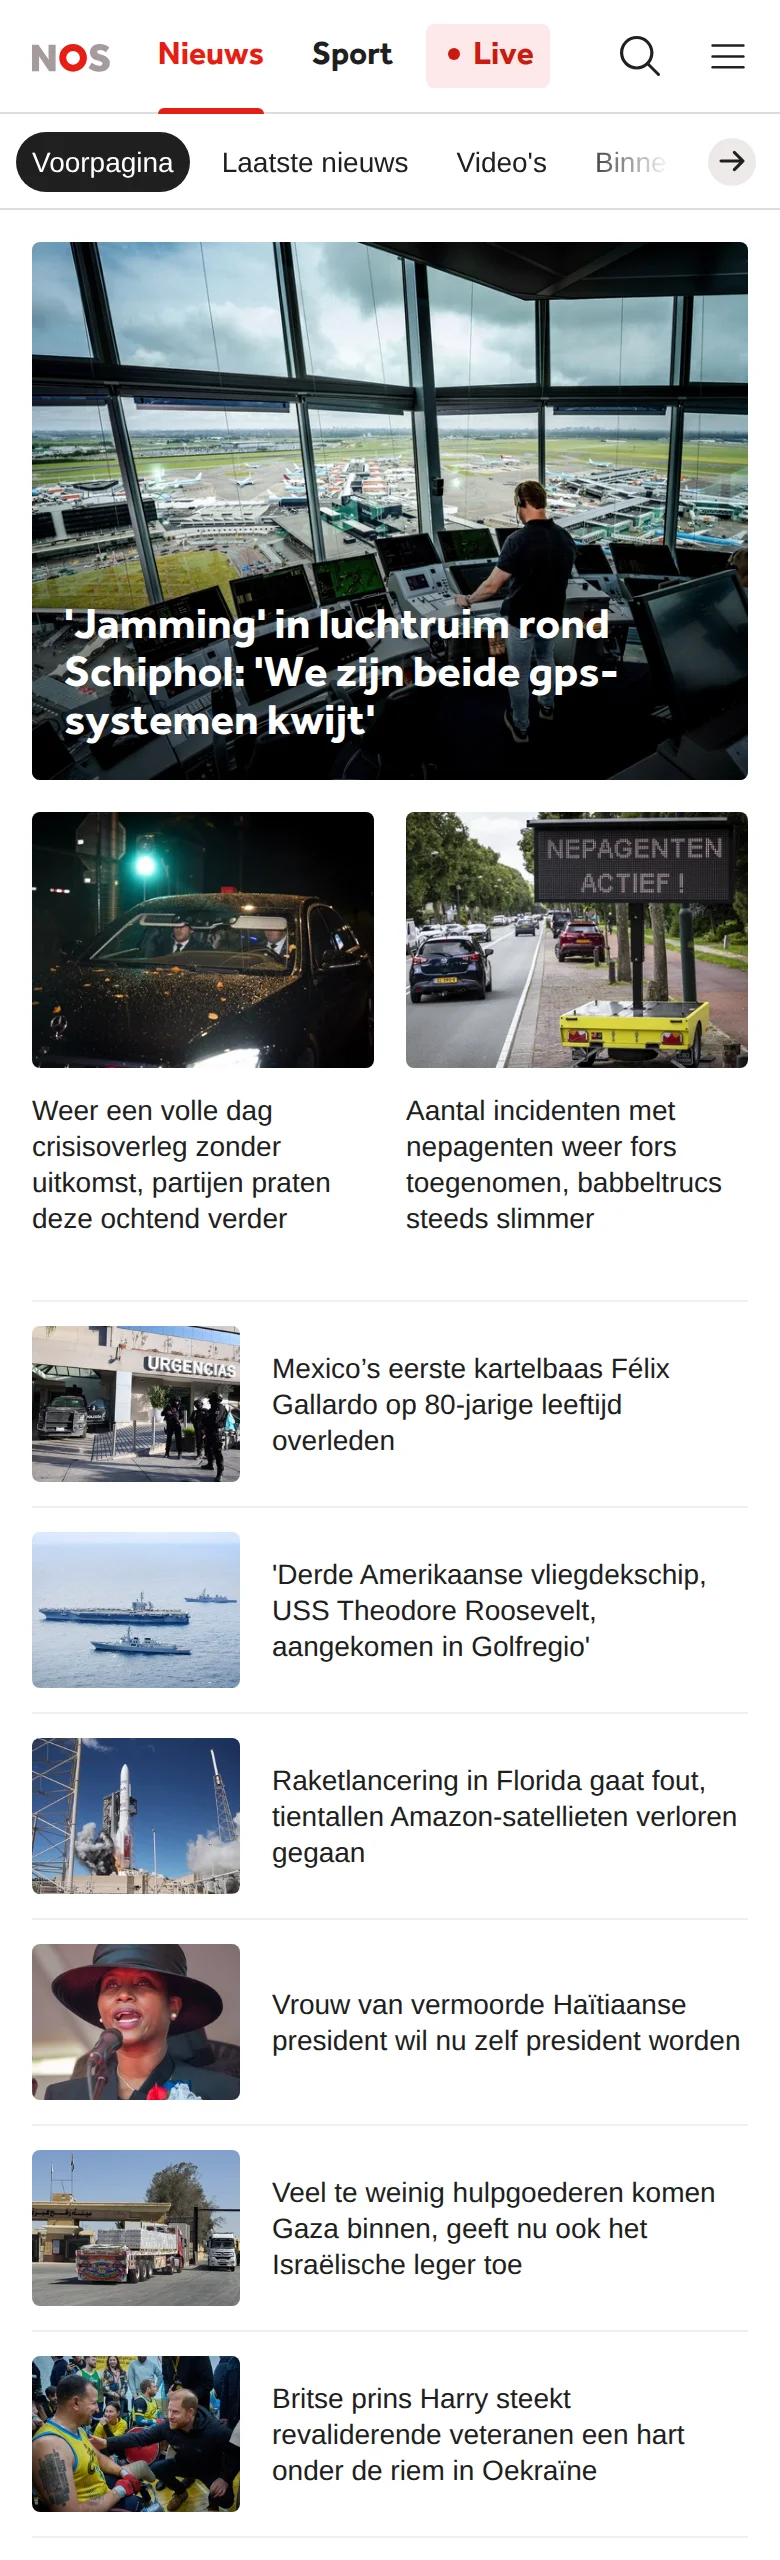 NOS Nieuws Sport Live
Voorpagina Laatste nieuws Video's Binne
'Jamming' in luchtruim rond
Schiphol: 'We zijn beide gps-
systemen kwijt'
NEPAGENTEN
ACTIEF !
Weer een volle dag
crisisoverleg zonder
uitkomst, partijen praten
deze ochtend verder
Aantal incidenten met
nepagenten weer fors
toegenomen, babbeltrucs
steeds slimmer
URGENCIAS
Mexico’s eerste kartelbaas Félix
Gallardo op 80-jarige leeftijd
overleden
'Derde Amerikaanse vliegdekschip,
USS Theodore Roosevelt,
aangekomen in Golfregio'
Raketlancering in Florida gaat fout,
tientallen Amazon-satellieten verloren
gegaan
Vrouw van vermoorde Haïtiaanse
president wil nu zelf president worden
Veel te weinig hulpgoederen komen
Gaza binnen, geeft nu ook het
Israëlische leger toe
Britse prins Harry steekt
revaliderende veteranen een hart
onder de riem in Oekraïne